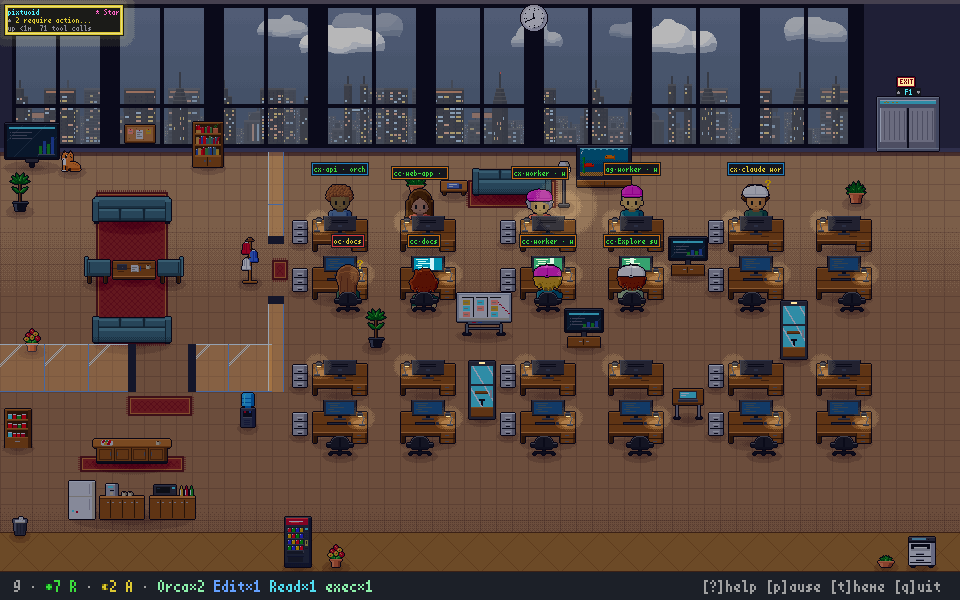 pixtuoid * Star
2 require action...
up <1m 71 tool calls
EXIT
▲ F1 ▼
cx·api · orch
cc·web-app ·
cx·worker · w
ag·worker · w
cx·claude wor
oc·docs
cc·docs
cc·worker · w
cc·Explore su
9 · 7 R · 2 A · Orca×2 Edit×1 Read×1 exec×1
[?]help [p]ause [t]heme [q]uit